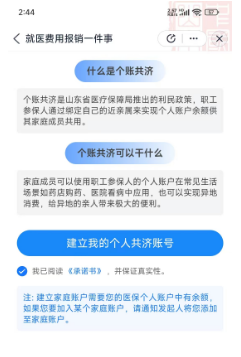 2:44
就医费用报销一件事
什么是个账共济
个账共济是山东省医疗保障局推出的利民政策，职工
参保人通过绑定自己的近亲属来实现个人账户余额供
其家庭成员共用。
个账共济可以干什么
家庭成员可以使用职工参保人的个人账户在常见生活
场景如药店购药、医院看病中应用，也可以实现异地
消费，给异地的亲人带来极大的便利。
建立我的个人共济账号
我已阅读《承诺书》，并保证真实性。
注: 建立家庭账户需要您的医保个人账户中有余额，
如果您要加入某个家庭账户，请通知发起人将您添加
至家庭账户。